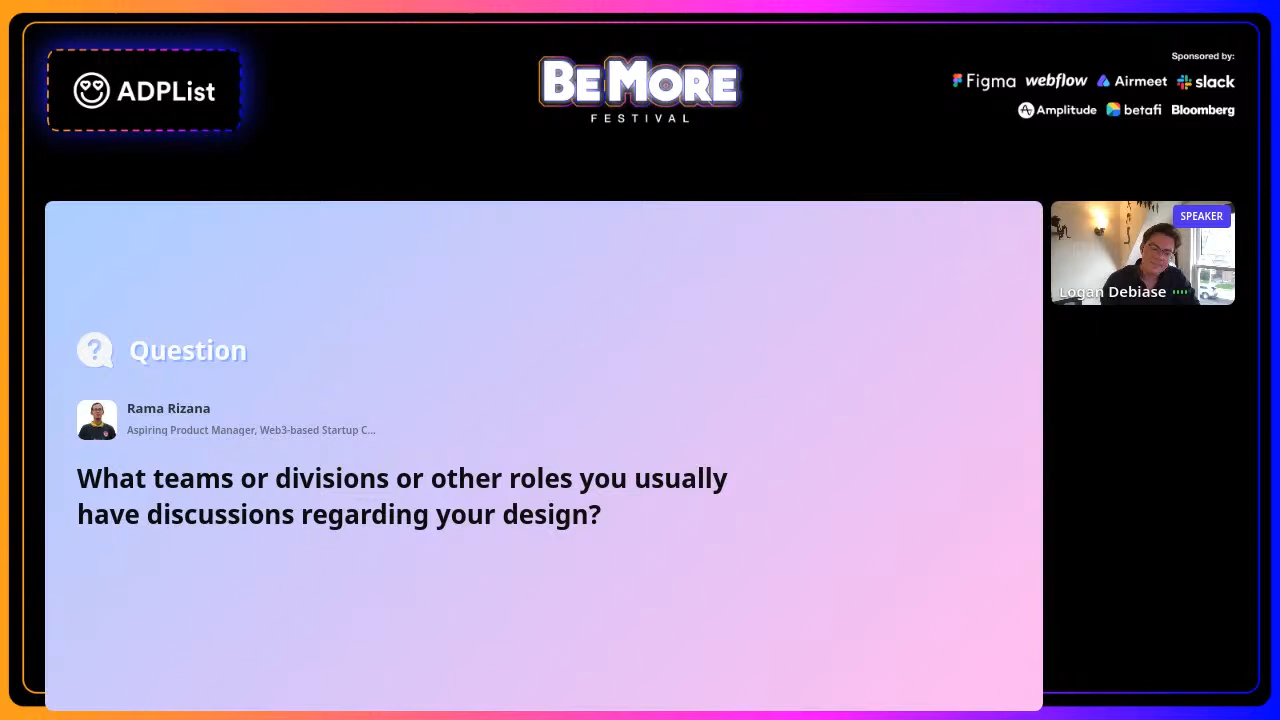 ADPList
BE MORE
FESTIVAL
Sponsored by:
Figma webflow Airmeet slack
Amplitude betafi Bloomberg
SPEAKER
Logan Debiase
Question
Rama Rizana
Aspiring Product Manager, Web3-based Startup C...
What teams or divisions or other roles you usually
have discussions regarding your design?